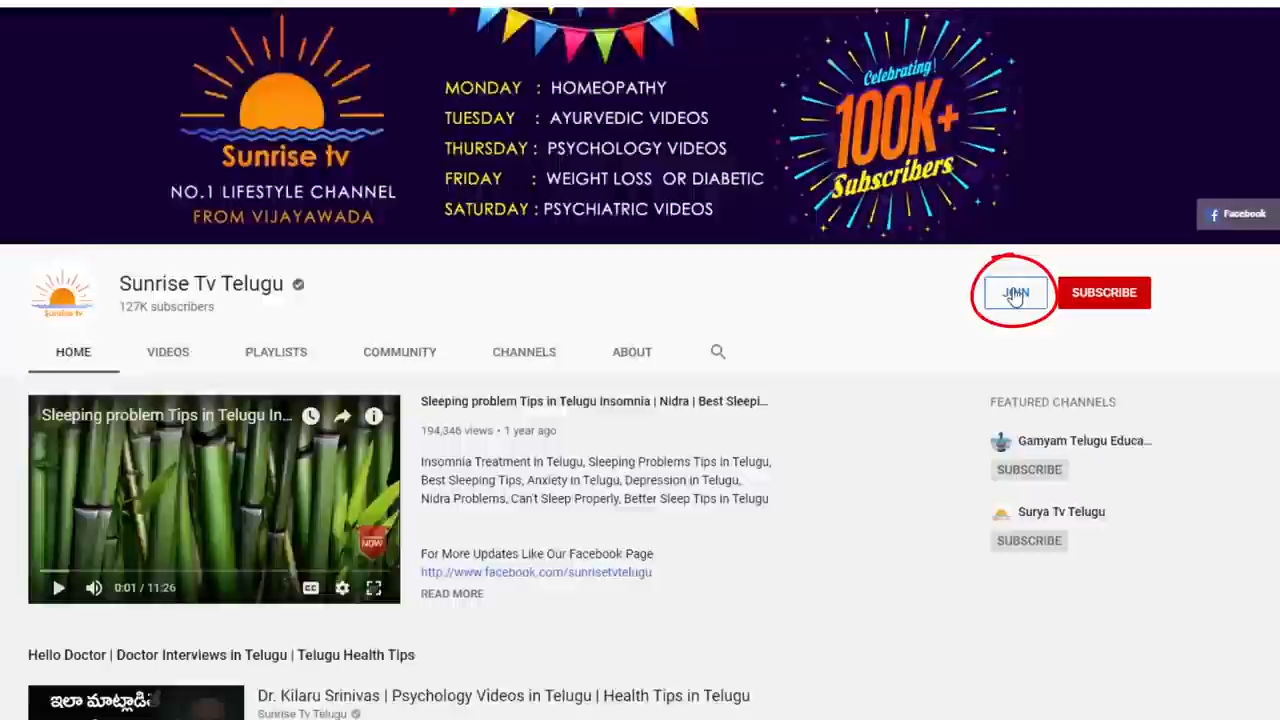 MONDAY : HOMEOPATHY
TUESDAY : AYURVEDIC VIDEOS
THURSDAY : PSYCHOLOGY VIDEOS
FRIDAY : WEIGHT LOSS OR DIABETIC
SATURDAY : PSYCHIATRIC VIDEOS
Sunrise tv
NO.1 LIFESTYLE CHANNEL
FROM VIJAYAWADA
Celebrating
100K+
Subscribers
Facebook
Sunrise Tv Telugu
127K subscribers
Sunrise tv
JOIN
SUBSCRIBE
HOME
VIDEOS
PLAYLISTS
COMMUNITY
CHANNELS
ABOUT
Sleeping problem Tips in Telugu In...
NOW
0:01 / 11:26
CC
Sleeping problem Tips in Telugu Insomnia | Nidra | Best Sleepi...
194,346 views • 1 year ago
Insomnia Treatment in Telugu, Sleeping Problems Tips in Telugu,
Best Sleeping Tips, Anxiety in Telugu, Depression in Telugu,
Nidra Problems, Can't Sleep Properly, Better Sleep Tips in Telugu
For More Updates Like Our Facebook Page
http://www.facebook.com/sunrisetvtelugu
READ MORE
FEATURED CHANNELS
Gamyam Telugu Educa...
SUBSCRIBE
Surya Tv Telugu
SUBSCRIBE
Hello Doctor | Doctor Interviews in Telugu | Telugu Health Tips
ఇలా
Dr. Kilaru Srinivas | Psychology Videos in Telugu | Health Tips in Telugu
Sunrise Tv Telugu